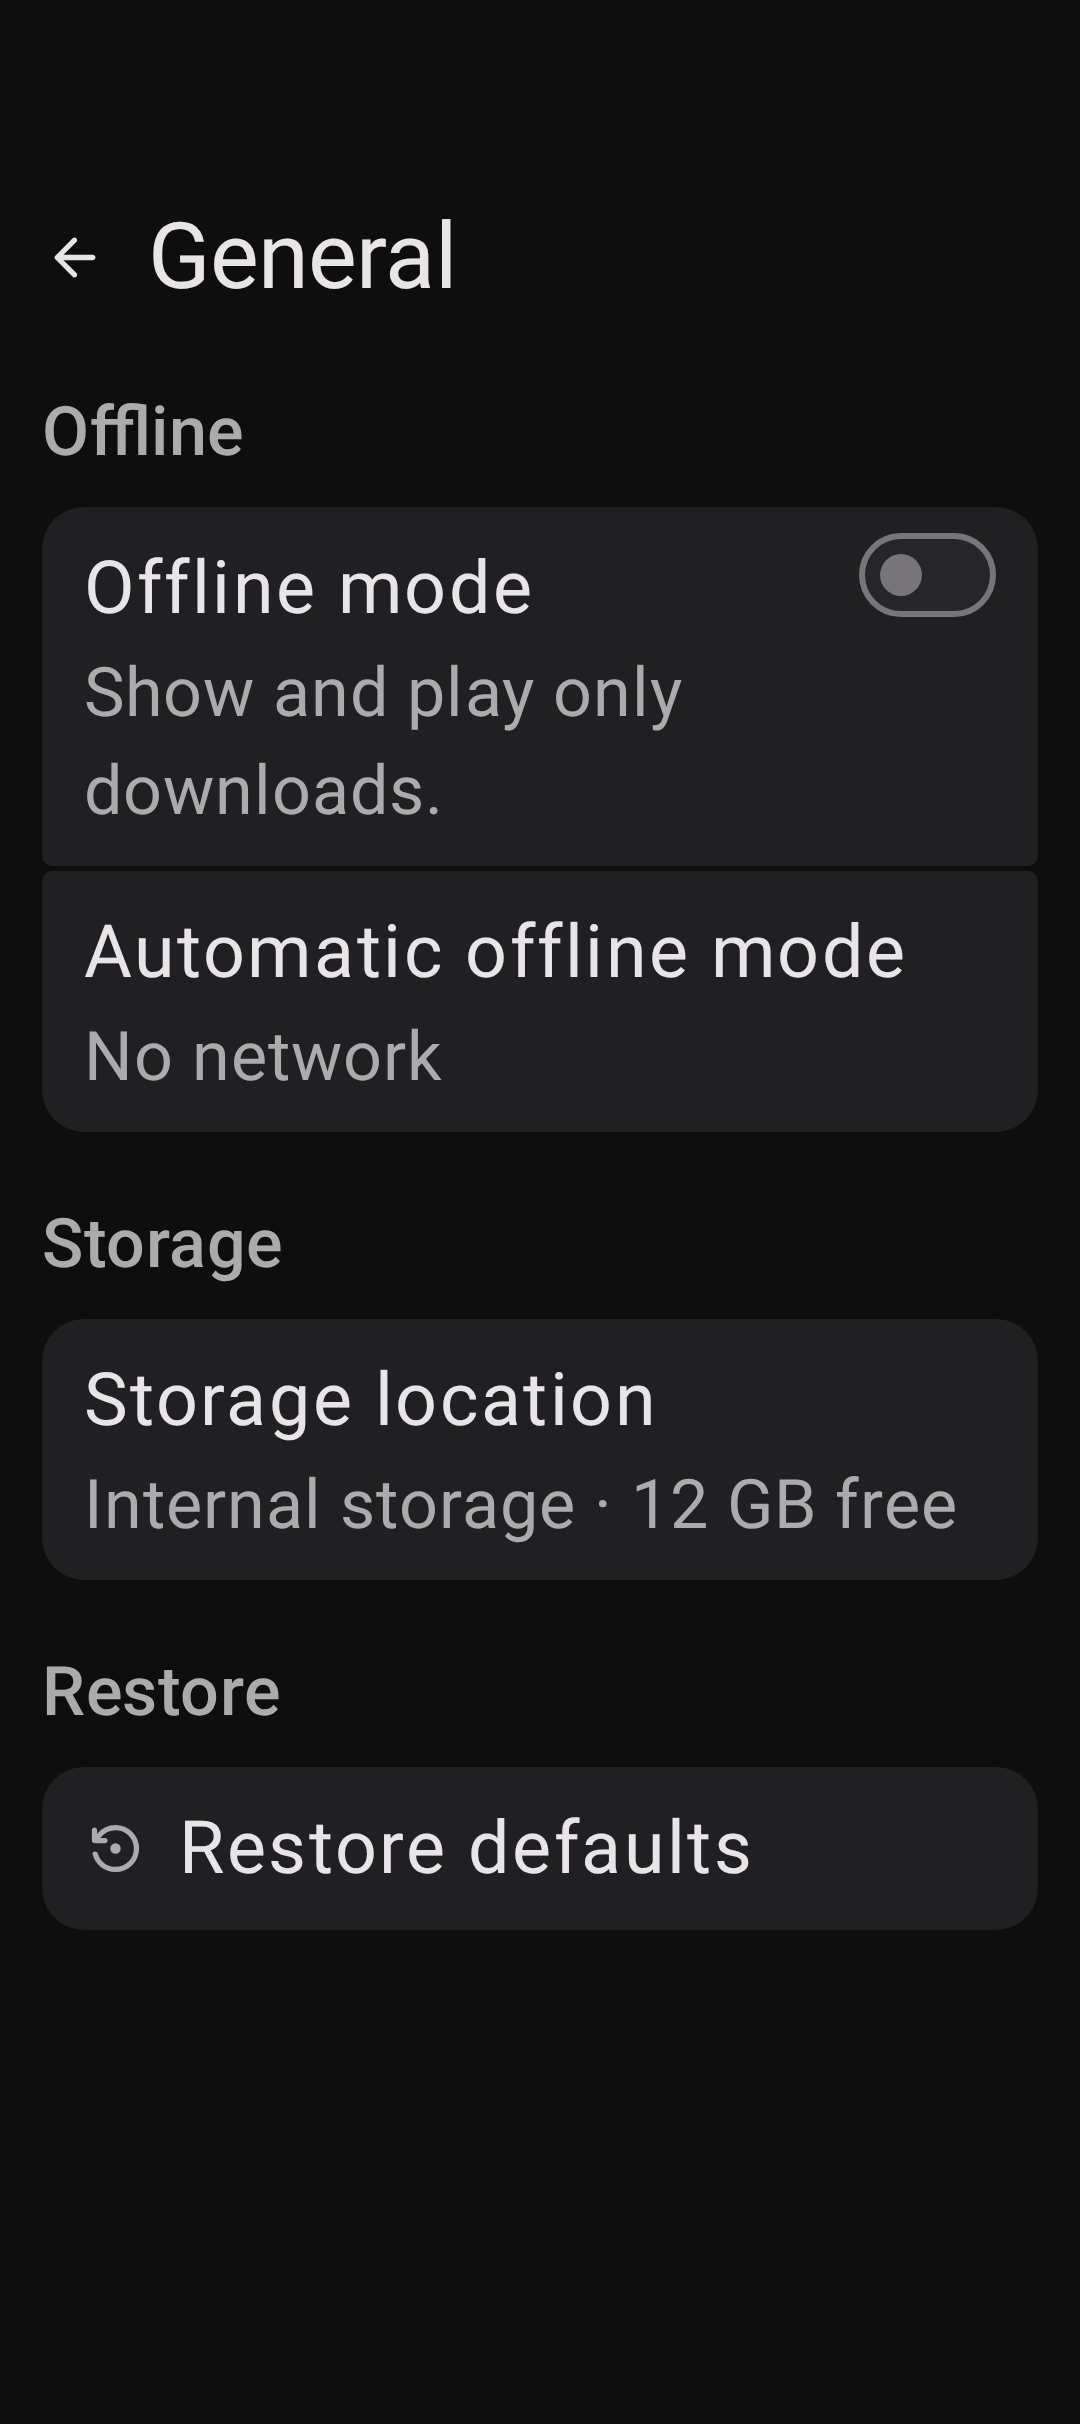 General
Offline
Offline mode
Show and play only
downloads.
Automatic offline mode
No network
Storage
Storage location
Internal storage · 12 GB free
Restore
Restore defaults